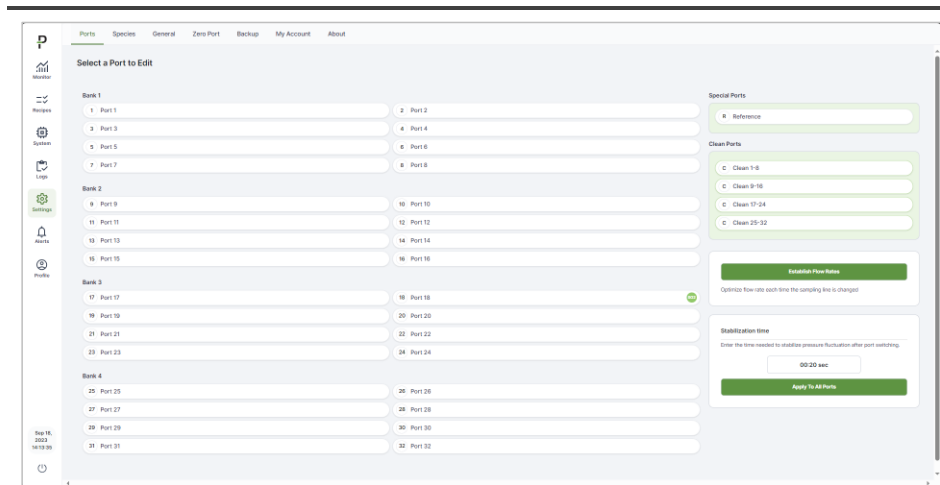 Ports Species General Zero Port Backup My Account About
Select a Port to Edit
Monitor
Recipes
System
Logs
Settings
Alerts
Profile
Sep 18,
2023
14:13:35
Bank 1
1 Port 1
2 Port 2
3 Port 3
4 Port 4
5 Port 5
6 Port 6
7 Port 7
8 Port 8
Bank 2
9 Port 9
10 Port 10
11 Port 11
12 Port 12
13 Port 13
14 Port 14
15 Port 15
16 Port 16
Bank 3
17 Port 17
18 Port 18
19 Port 19
20 Port 20
21 Port 21
22 Port 22
23 Port 23
24 Port 24
Bank 4
25 Port 25
26 Port 26
27 Port 27
28 Port 28
29 Port 29
30 Port 30
31 Port 31
32 Port 32
Special Ports
R Reference
Clean Ports
C Clean 1-8
C Clean 9-16
C Clean 17-24
C Clean 25-32
Establish Flow Rates
Optimize flow-rate each time the sampling line is changed
Stabilization time
Enter the time needed to stabilize pressure fluctuation after port switching.
00:20 sec
Apply To All Ports